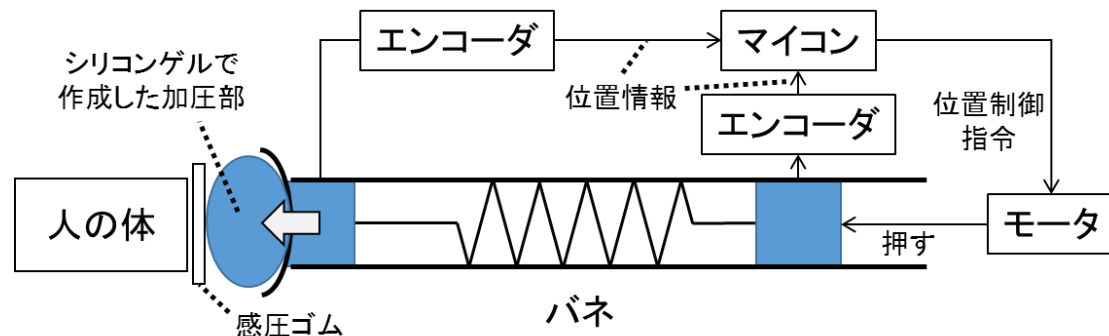 エンコーダ
マイコン
シリコンゲルで
作成した加圧部
位置情報
エンコーダ
位置制御
指令
人の体
モータ
押す
バネ
感圧ゴム